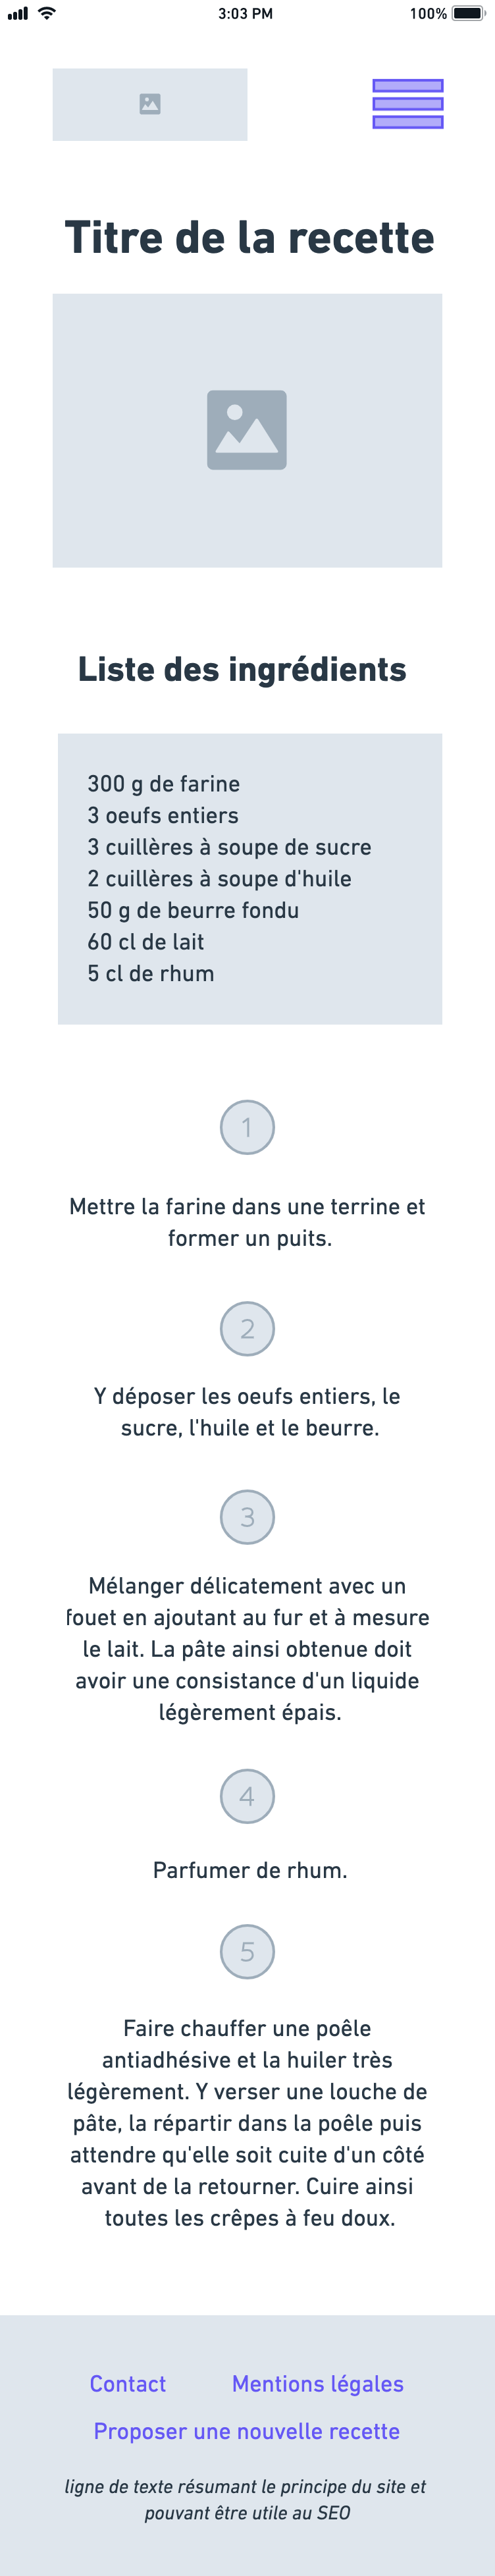 3:03 PM
100%
Titre de la recette
Liste des ingrédients
300 g de farine
3 oeufs entiers
3 cuillères à soupe de sucre
2 cuillères à soupe d'huile
50 g de beurre fondu
60 cl de lait
5 cl de rhum
1
Mettre la farine dans une terrine et
former un puits.
2
Y déposer les oeufs entiers, le
sucre, l'huile et le beurre.
3
Mélanger délicatement avec un
fouet en ajoutant au fur et à mesure
le lait. La pâte ainsi obtenue doit
avoir une consistance d'un liquide
légèrement épais.
4
Parfumer de rhum.
5
Faire chauffer une poêle
antiadhésive et la huiler très
légèrement. Y verser une louche de
pâte, la répartir dans la poêle puis
attendre qu'elle soit cuite d'un côté
avant de la retourner. Cuire ainsi
toutes les crêpes à feu doux.
Contact Mentions légales
Proposer une nouvelle recette
ligne de texte résumant le principe du site et
pouvant être utile au SEO